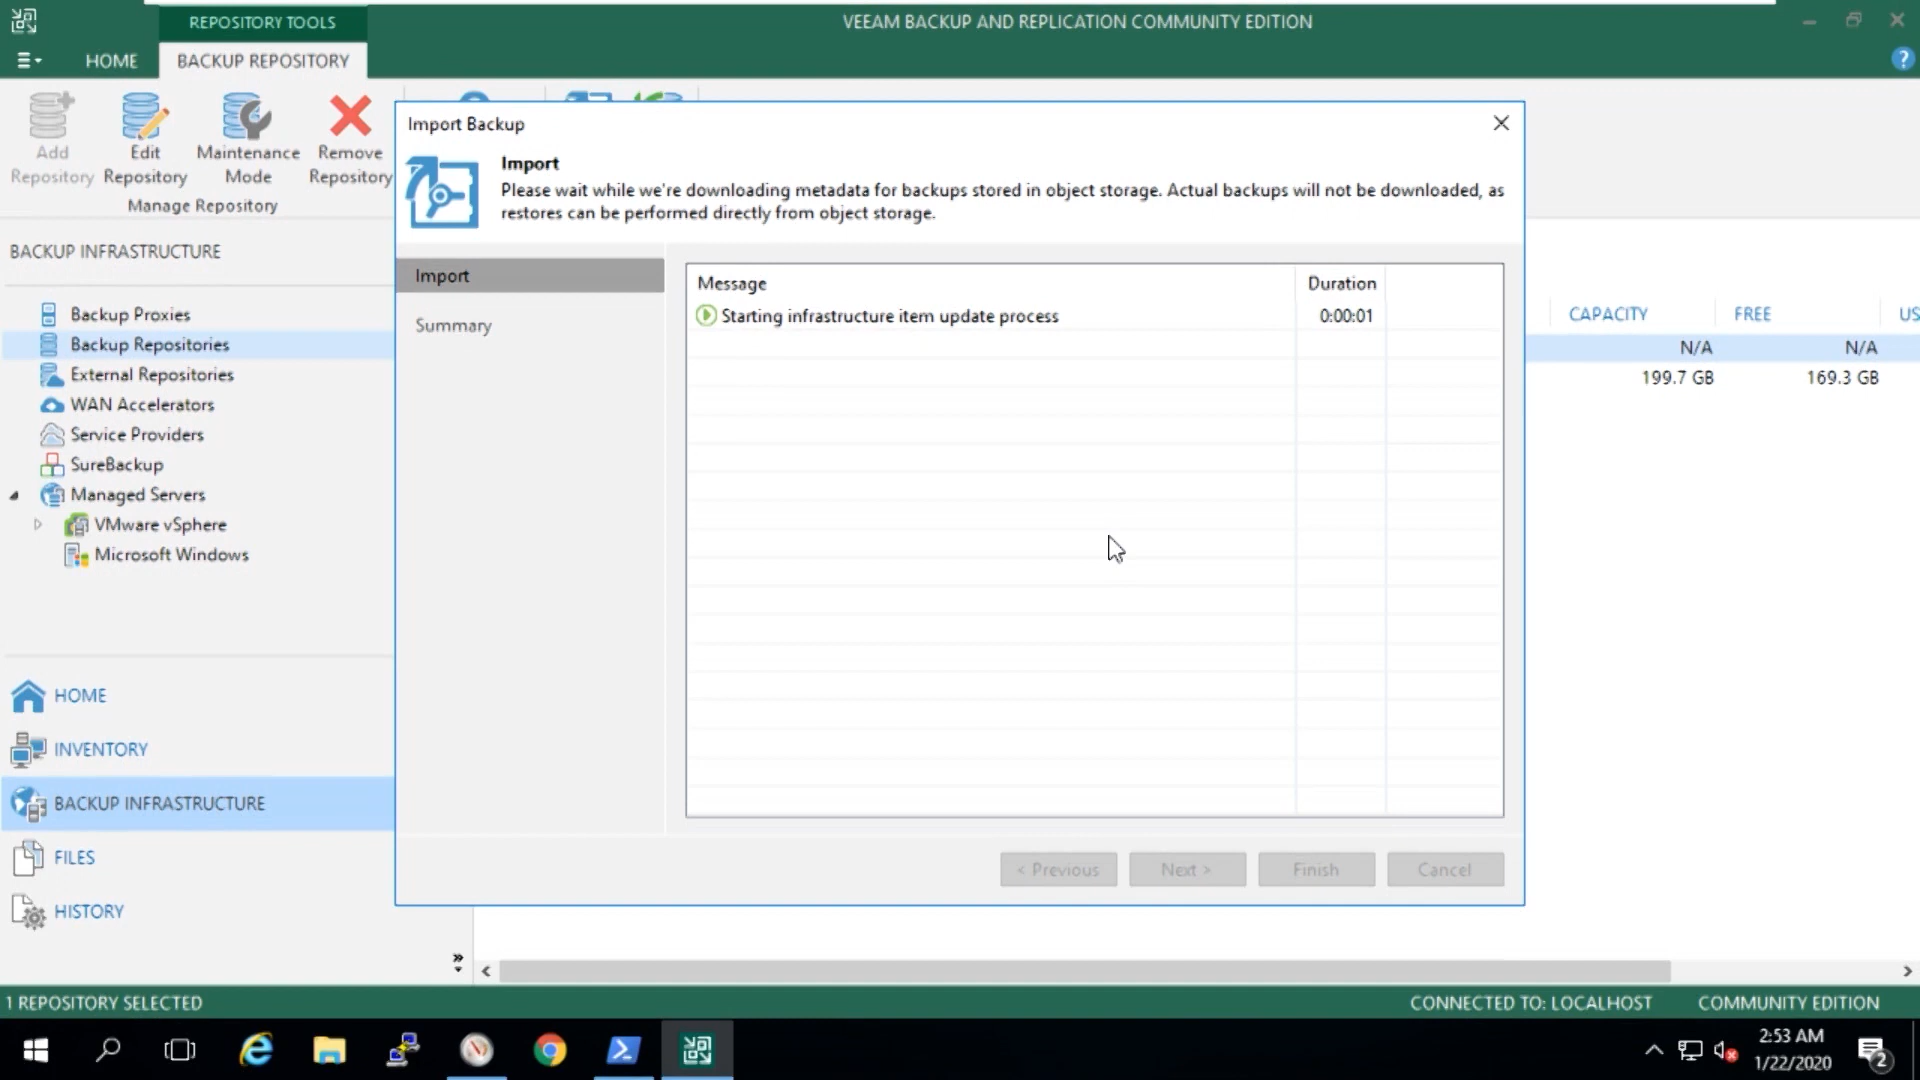 REPOSITORY TOOLS
VEEAM BACKUP AND REPLICATION COMMUNITY EDITION
HOME
BACKUP REPOSITORY
?
Add
Repository
Edit
Repository
Maintenance
Mode
Remove
Repository
Manage Repository
Import Backup
Import
Please wait while we're downloading metadata for backups stored in object storage. Actual backups will not be downloaded, as
restores can be performed directly from object storage.
BACKUP INFRASTRUCTURE
Backup Proxies
Backup Repositories
External Repositories
WAN Accelerators
Service Providers
SureBackup
Managed Servers
VMware vSphere
Microsoft Windows
Import
Summary
Message Duration
Starting infrastructure item update process 0:00:01
CAPACITY FREE US
N/A N/A
199.7 GB 169.3 GB
HOME
INVENTORY
BACKUP INFRASTRUCTURE
FILES
HISTORY
< Previous
Next >
Finish
Cancel
1 REPOSITORY SELECTED
CONNECTED TO: LOCALHOST
COMMUNITY EDITION
2:53 AM
1/22/2020
2